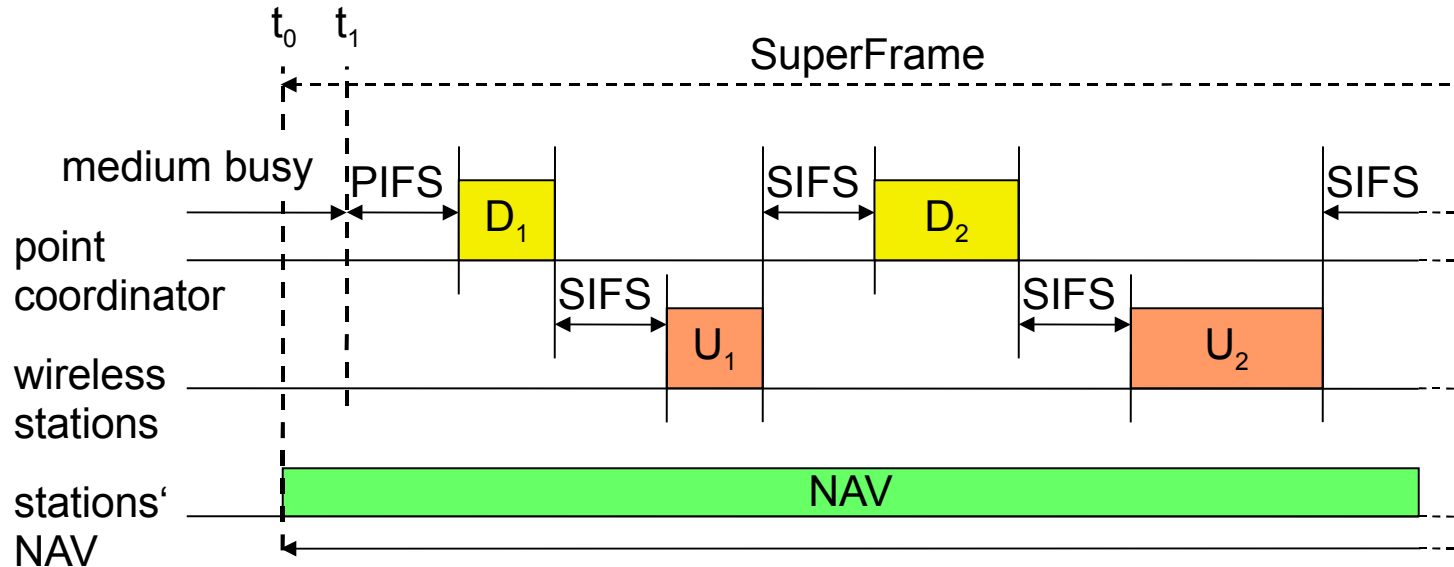 t₀ t₁
SuperFrame
medium busy
PIFS
SIFS
SIFS
D₁
D₂
point
coordinator
SIFS
SIFS
U₁
U₂
wireless
stations
stations‘
NAV
NAV